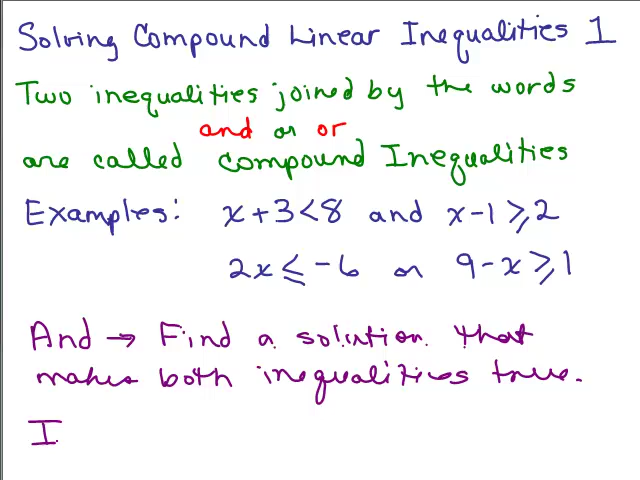 Solving Compound Linear Inequalities 1
Two inequalities joined by the words
and or or
are called Compound Inequalities
Examples: x+3<8 and x-1⩾2
2x⩽-6 or 9-x⩾1
And → Find a solution that
makes both inequalities true.
I